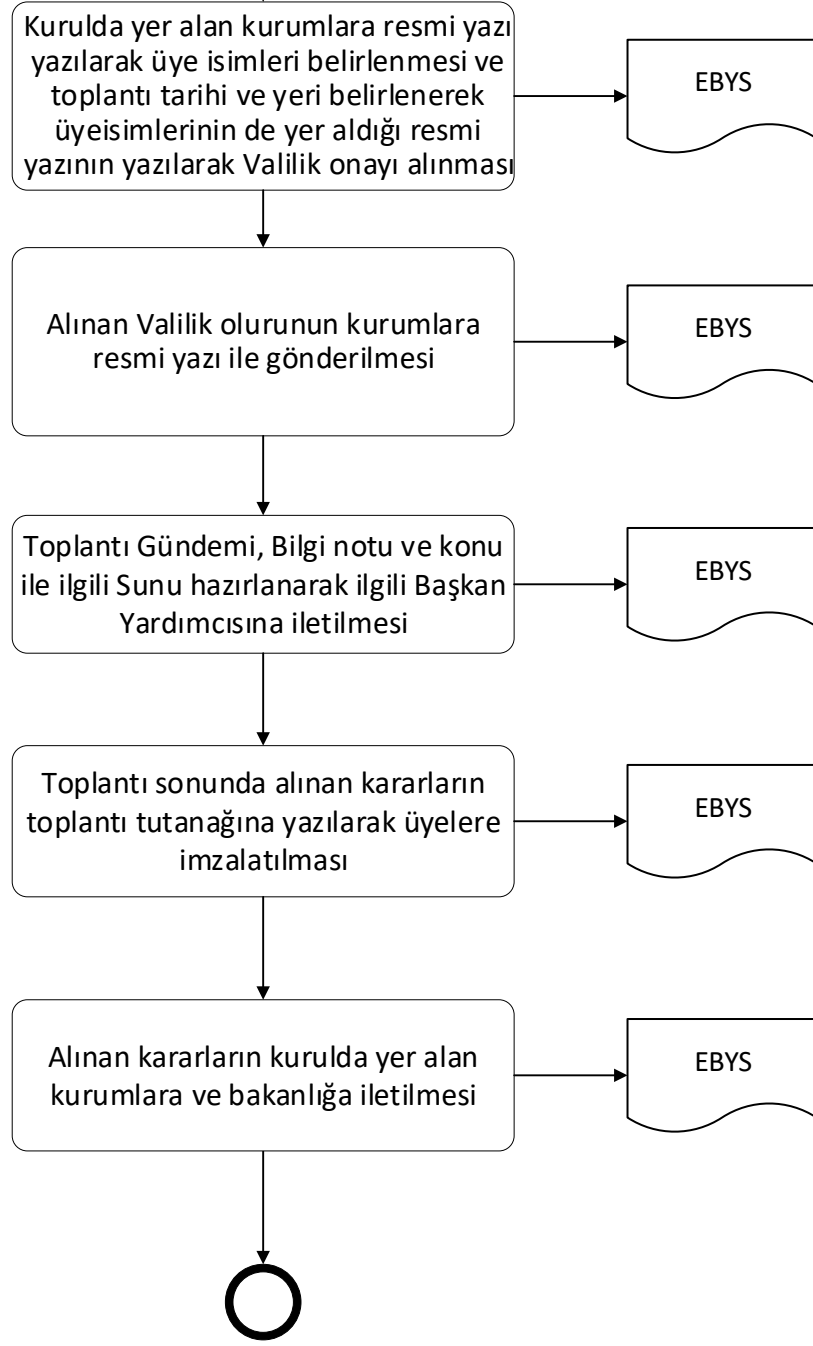 Kurulda yer alan kurumlara resmi yazı
yazılarak üye isimleri belirlenmesi ve
toplantı tarihi ve yeri belirlenerek
üyeisimlerinin de yer aldığı resmi
yazının yazılarak Valilik onayı alınması
EBYS
Alınan Valilik olurunun kurumlara
resmi yazı ile gönderilmesi
EBYS
Toplantı Gündemi, Bilgi notu ve konu
ile ilgili Sunu hazırlanarak ilgili Başkan
Yardımcısına iletilmesi
EBYS
Toplantı sonunda alınan kararların
toplantı tutanağına yazılarak üyelere
imzalatılması
EBYS
Alınan kararların kurulda yer alan
kurumlara ve bakanlığa iletilmesi
EBYS